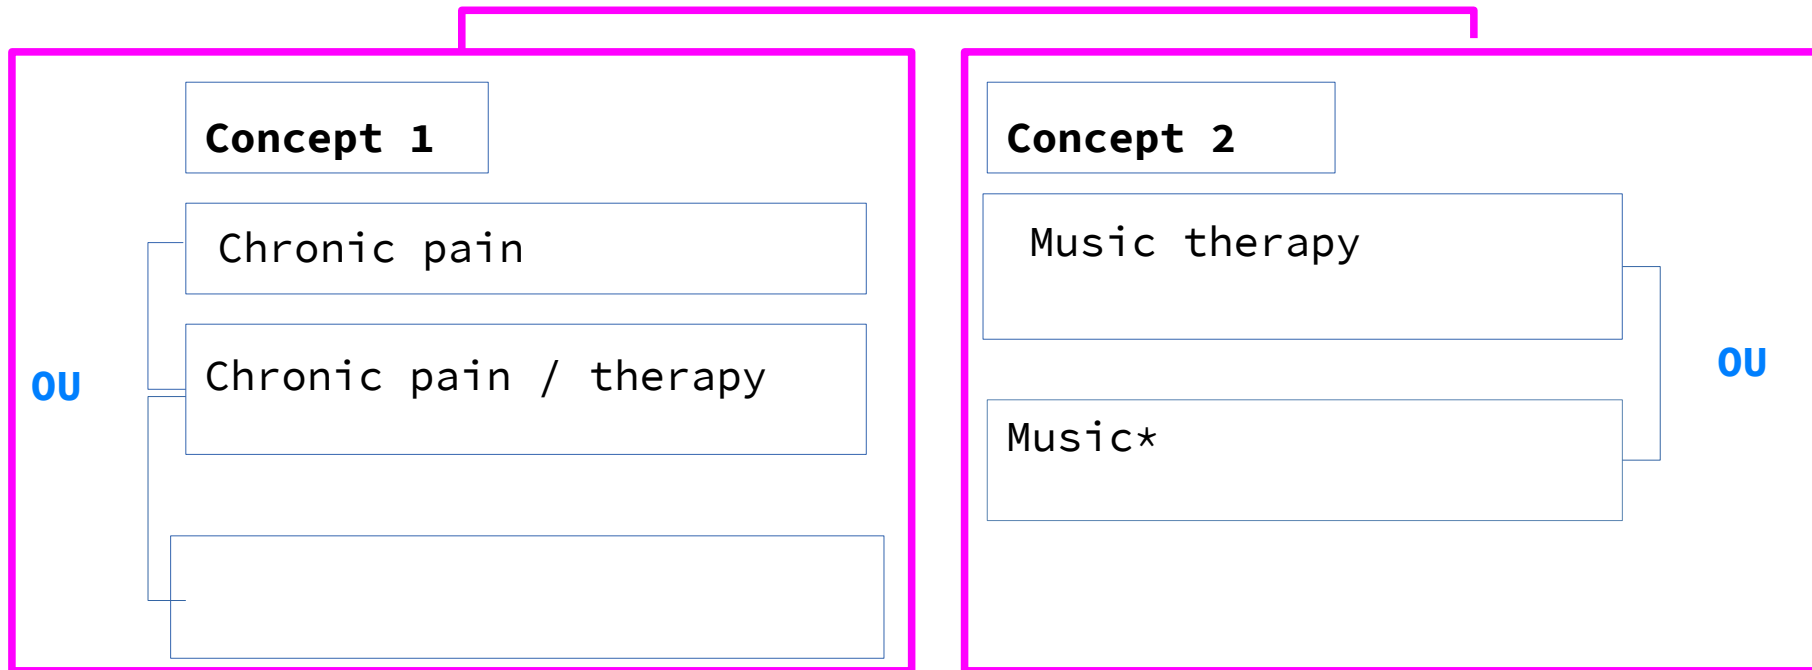 Concept 1
Chronic pain
OU
Chronic pain / therapy
Concept 2
Music therapy
OU
Music*